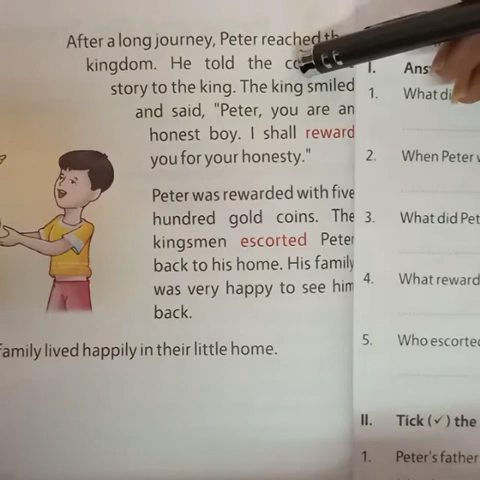 After a long journey, Peter reached
kingdom. He told the
story to the king. The king smiled
and said, "Peter, you are an
honest boy. I shall reward
you for your honesty."
Peter was rewarded with five
hundred gold coins. The
kingsmen escorted Peter
back to his home. His family
was very happy to see him
back.
family lived happily in their little home.
I.
1. What
2. When Peter
3. What did
4. What reward
5. Who
II. Tick (✓) the
1. Peter's father